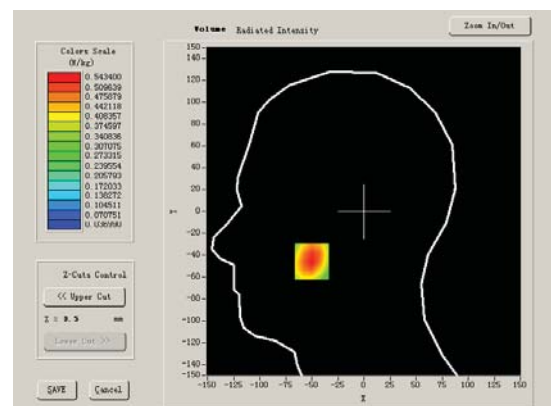 Volume Radiated Intensity
Zoom In/Out
Colors Scale
(W/kg)
0.543400
0.509639
0.475879
0.442118
0.408357
0.374597
0.340836
0.307075
0.273315
0.239554
0.205793
0.172033
0.138272
0.104511
0.070751
0.036990
150
140
120
100
80
60
40
20
0
-20
-40
-60
-80
-100
-120
-140
-150
Y
-150 -125 -100 -75 -50 -25 0 25 50 75 100 125 150
X
Z-Cuts Control
<< Upper Cut
Z = 9.5 mm
Lower Cut >>
SAVE
Cancel